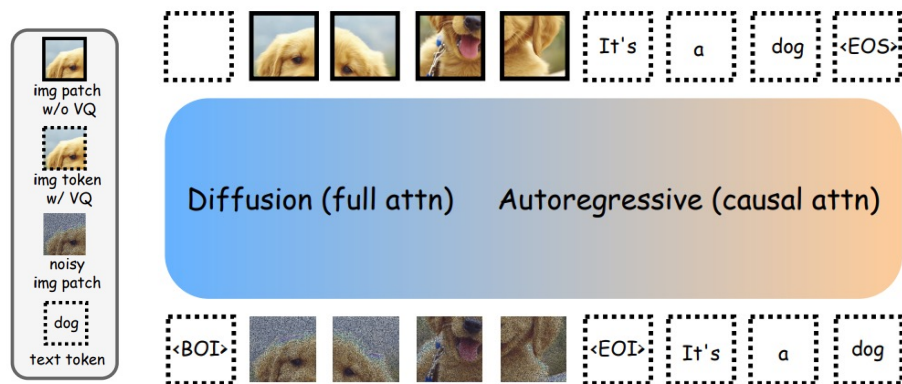 img patch
w/o VQ
img token
w/ VQ
noisy
img patch
dog
text token
It's a dog <EOS>
Diffusion (full attn) Autoregressive (causal attn)
<BOI> <EOI> It's a dog